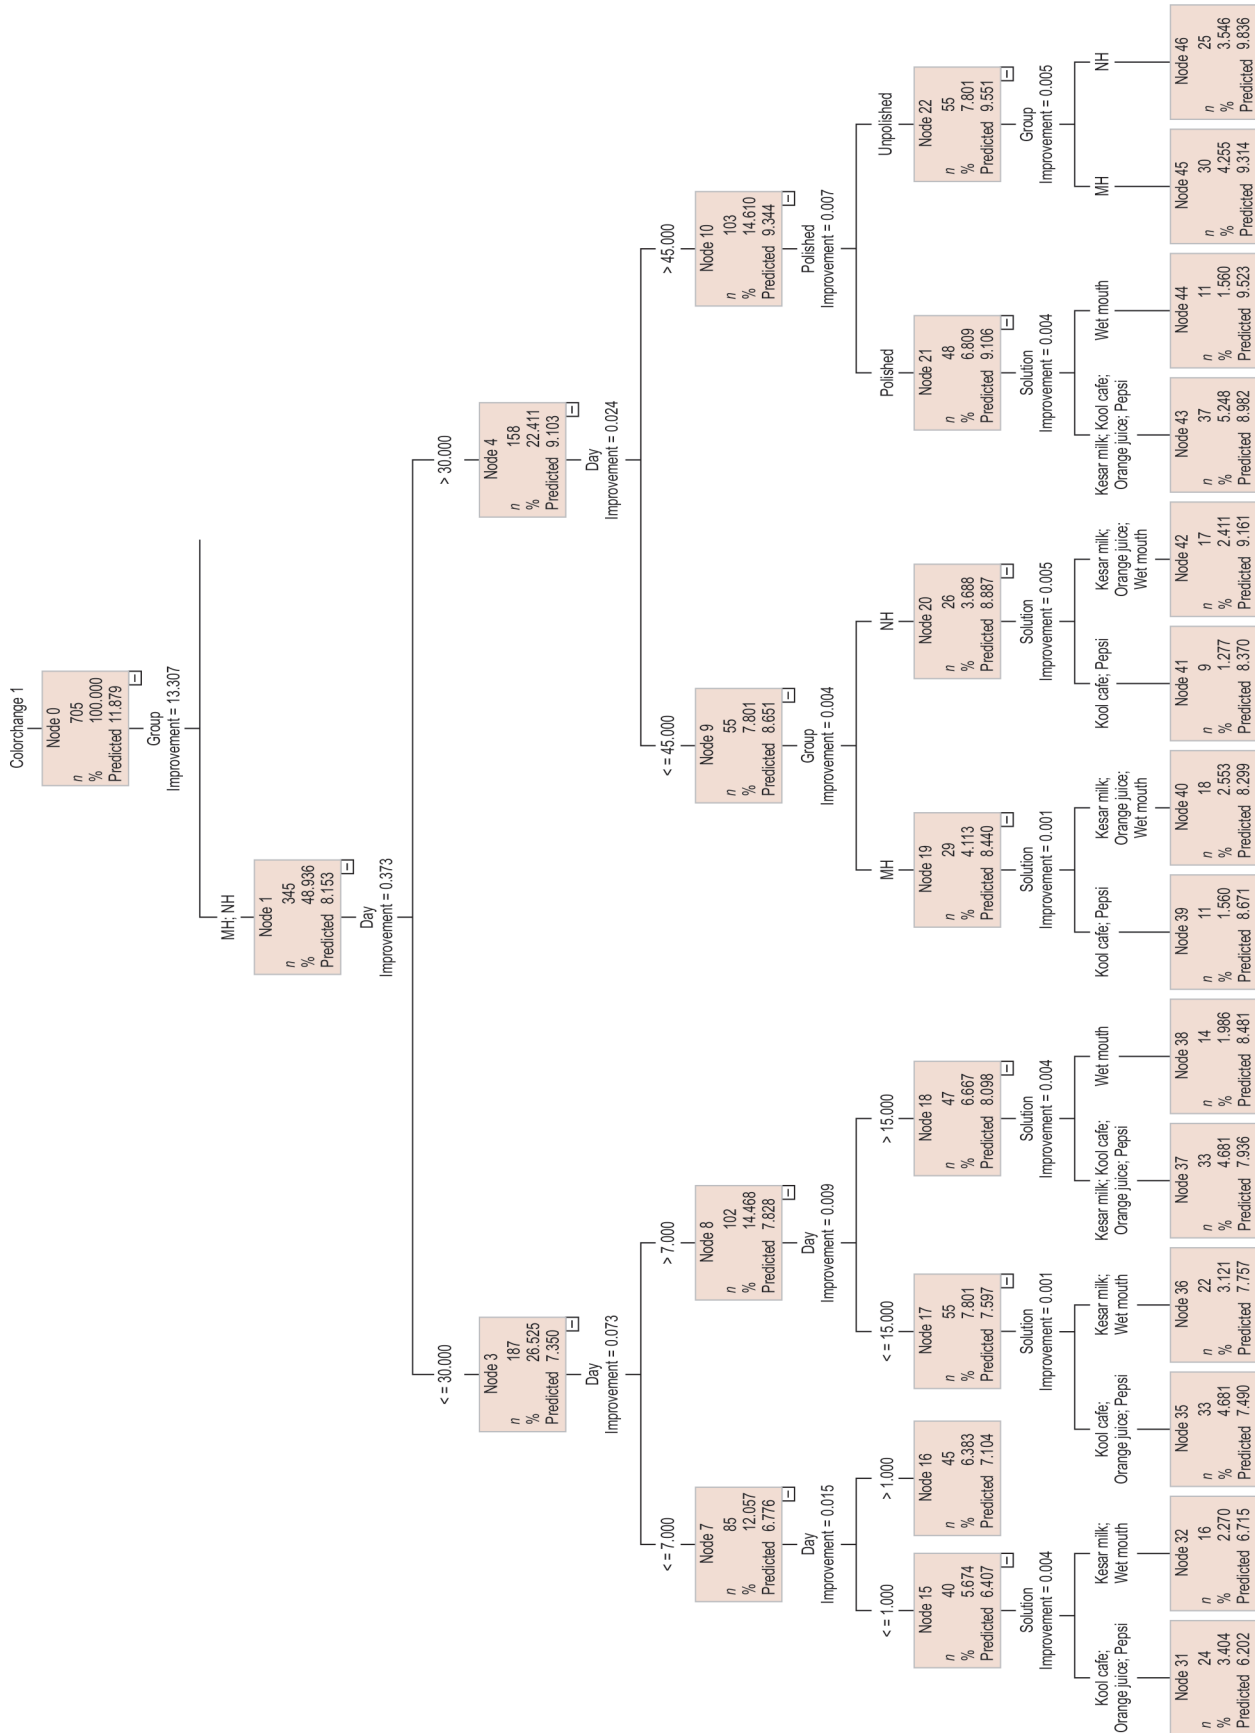 Colorchange 1
Node 0
n 705
% 100.000
Predicted 11.879
Group
Improvement = 13.307
MH; NH
Node 1
n 345
% 48.936
Predicted 8.153
Day
Improvement = 0.373
< = 30.000
> 30.000
Node 3
n 187
% 26.525
Predicted 7.350
Day
Improvement = 0.073
Node 4
n 158
% 22.411
Predicted 9.103
Day
Improvement = 0.024
< = 7.000
> 7.000
< = 45.000
> 45.000
Node 7
n 85
% 12.057
Predicted 6.776
Day
Improvement = 0.015
Node 8
n 102
% 14.468
Predicted 7.828
Day
Improvement = 0.009
Node 9
n 55
% 7.801
Predicted 8.651
Group
Improvement = 0.004
Node 10
n 103
% 14.610
Predicted 9.344
Polished
Improvement = 0.007
< = 1.000
> 1.000
< = 15.000
> 15.000
MH
NH
Polished
Unpolished
Node 15
n 40
% 5.674
Predicted 6.407
Solution
Improvement = 0.004
Node 16
n 45
% 6.383
Predicted 7.104
Node 17
n 55
% 7.801
Predicted 7.597
Solution
Improvement = 0.001
Node 18
n 47
% 6.667
Predicted 8.098
Solution
Improvement = 0.004
Node 19
n 29
% 4.113
Predicted 8.440
Solution
Improvement = 0.001
Node 20
n 26
% 3.688
Predicted 8.887
Solution
Improvement = 0.005
Node 21
n 48
% 6.809
Predicted 9.106
Solution
Improvement = 0.004
Node 22
n 55
% 7.801
Predicted 9.551
Group
Improvement = 0.005
Kool cafe;
Orange juice; Pepsi
Kesar milk;
Wet mouth
Kool cafe;
Orange juice; Pepsi
Kesar milk;
Wet mouth
Kesar milk; Kool cafe;
Orange juice; Pepsi
Wet mouth
Kool cafe; Pepsi
Kesar milk;
Orange juice;
Wet mouth
Kool cafe; Pepsi
Kesar milk;
Orange juice;
Wet mouth
Kesar milk; Kool cafe;
Orange juice; Pepsi
Wet mouth
MH
NH
Node 31
n 24
% 3.404
Predicted 6.202
Node 32
n 16
% 2.270
Predicted 6.715
Node 35
n 33
% 4.681
Predicted 7.490
Node 36
n 22
% 3.121
Predicted 7.757
Node 37
n 33
% 4.681
Predicted 7.936
Node 38
n 14
% 1.986
Predicted 8.481
Node 39
n 11
% 1.560
Predicted 8.671
Node 40
n 18
% 2.553
Predicted 8.299
Node 41
n 9
% 1.277
Predicted 8.370
Node 42
n 17
% 2.411
Predicted 9.161
Node 43
n 37
% 5.248
Predicted 8.982
Node 44
n 11
% 1.560
Predicted 9.523
Node 45
n 30
% 4.255
Predicted 9.314
Node 46
n 25
% 3.546
Predicted 9.836